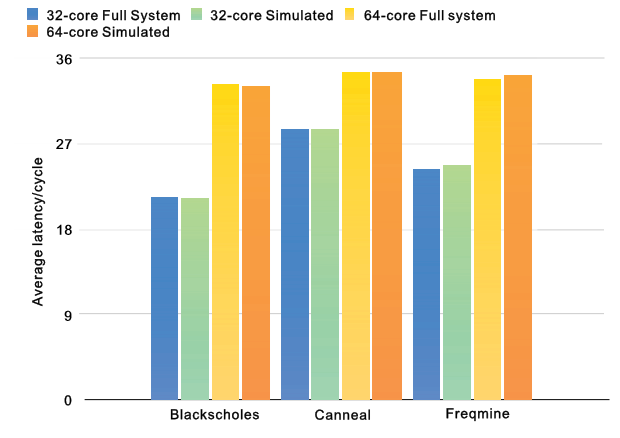 32-core Full System 32-core Simulated 64-core Full system
64-core Simulated
36
27
18
9
0
Average latency/cycle
Blackscholes Canneal Freqmine